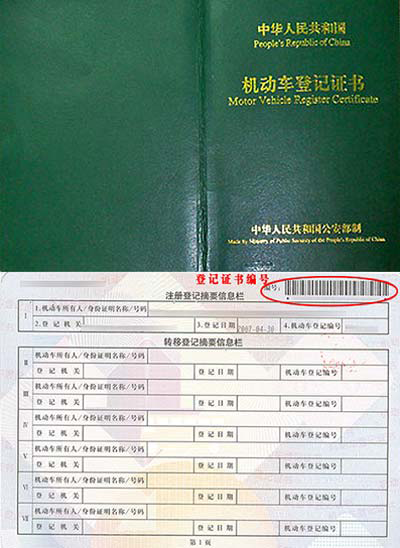 中华人民共和国
People's Republic of China
机动车登记证书
Motor Vehicle Register Certificate
中华人民共和国公安部制
Made by Ministry of Public Security of the People's Republic of China
登记证书编号
编号:
注册登记摘要信息栏
I 1.机动车所有人/身份证明名称/号码
2.登记机关 3.登记日期 2007-04-30 4.机动车登记编号
转移登记摘要信息栏
II 机动车所有人/身份证明名称/号码
登记机关 登记日期 机动车登记编号
III 机动车所有人/身份证明名称/号码
登记机关 登记日期 机动车登记编号
IV 机动车所有人/身份证明名称/号码
登记机关 登记日期 机动车登记编号
V 机动车所有人/身份证明名称/号码
登记机关 登记日期 机动车登记编号
VI 机动车所有人/身份证明名称/号码
登记机关 登记日期 机动车登记编号
VII 机动车所有人/身份证明名称/号码
登记机关 登记日期 机动车登记编号
第1页